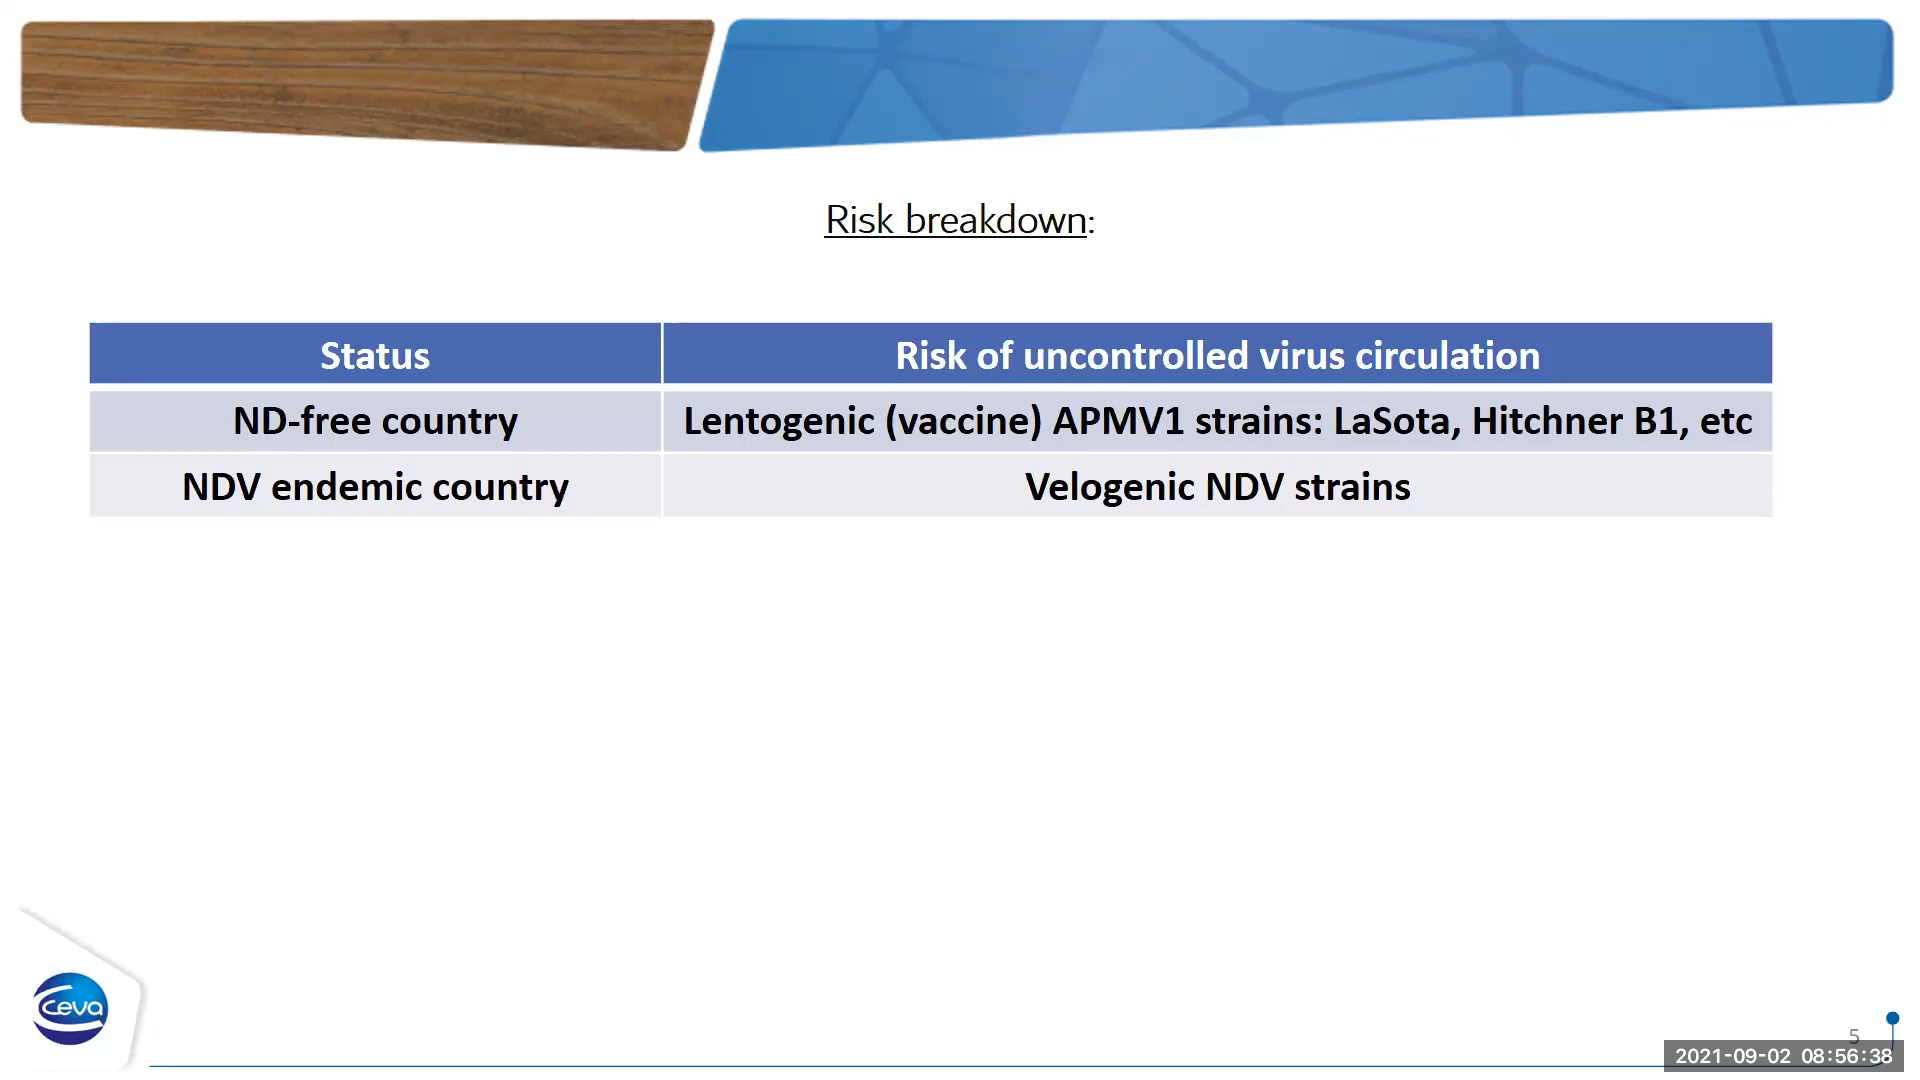 Risk breakdown:
Status
Risk of uncontrolled virus circulation
ND-free country
Lentogenic (vaccine) APMV1 strains: LaSota, Hitchner B1, etc
NDV endemic country
Velogenic NDV strains
ceva
5
2021-09-02 08:56:38